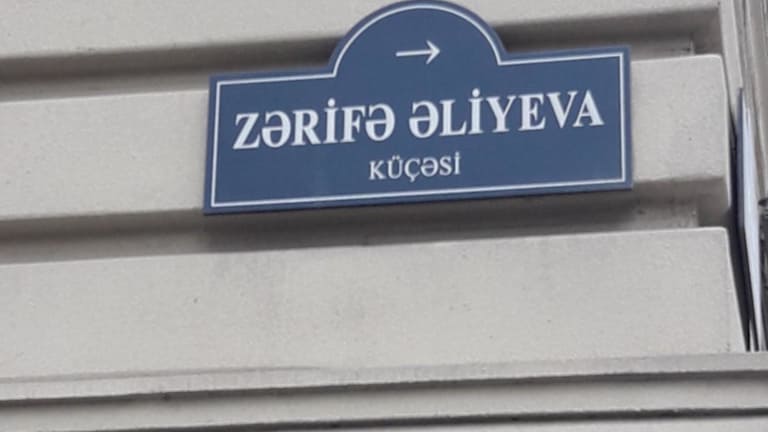 →
ZƏRİFƏ ƏLİYEVA
KÜÇƏSİ